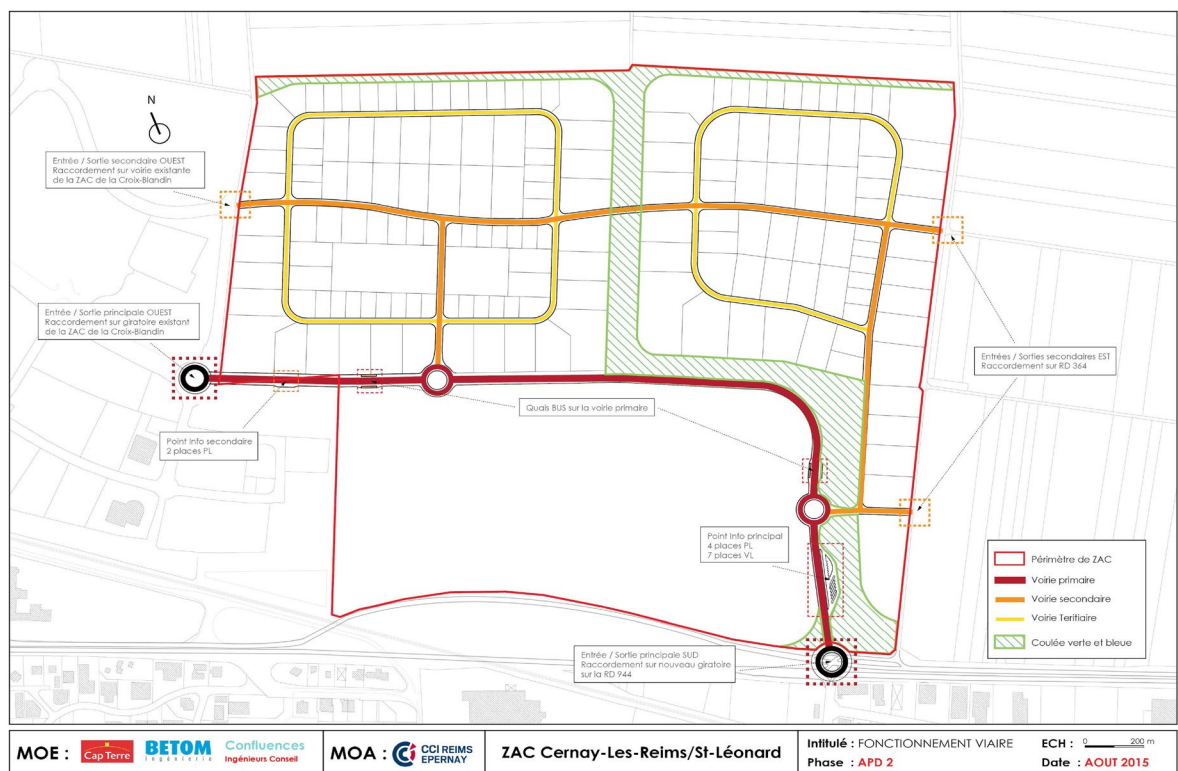 N
Entrée / Sortie secondaire OUEST
Raccordement sur voirie existante
de la ZAC de la Croix-Blandin
Entrée / Sortie principale OUEST
Raccordement sur giratoire existant
de la ZAC de la Croix-Blandin
Entrées / Sorties secondaires EST
Raccordement sur RD 364
Quais BUS sur la voirie primaire
Point Info secondaire
2 places PL
Point Info principal
4 places PL
7 places VL
Périmètre de ZAC
Voirie primaire
Voirie secondaire
Voirie Teritiaire
Coulée verte et bleue
Entrée / Sortie principale SUD
Raccordement sur nouveau giratoire
sur la RD 944
MOE :
Cap Terre
BETOM
Ingénierie
Confluences
Ingénieurs Conseil
MOA :
CCI REIMS
EPERNAY
ZAC Cernay-Les-Reims/St-Léonard
Intitulé : FONCTIONNEMENT VIAIRE
Phase : APD 2
ECH : 0 200 m
Date : AOUT 2015